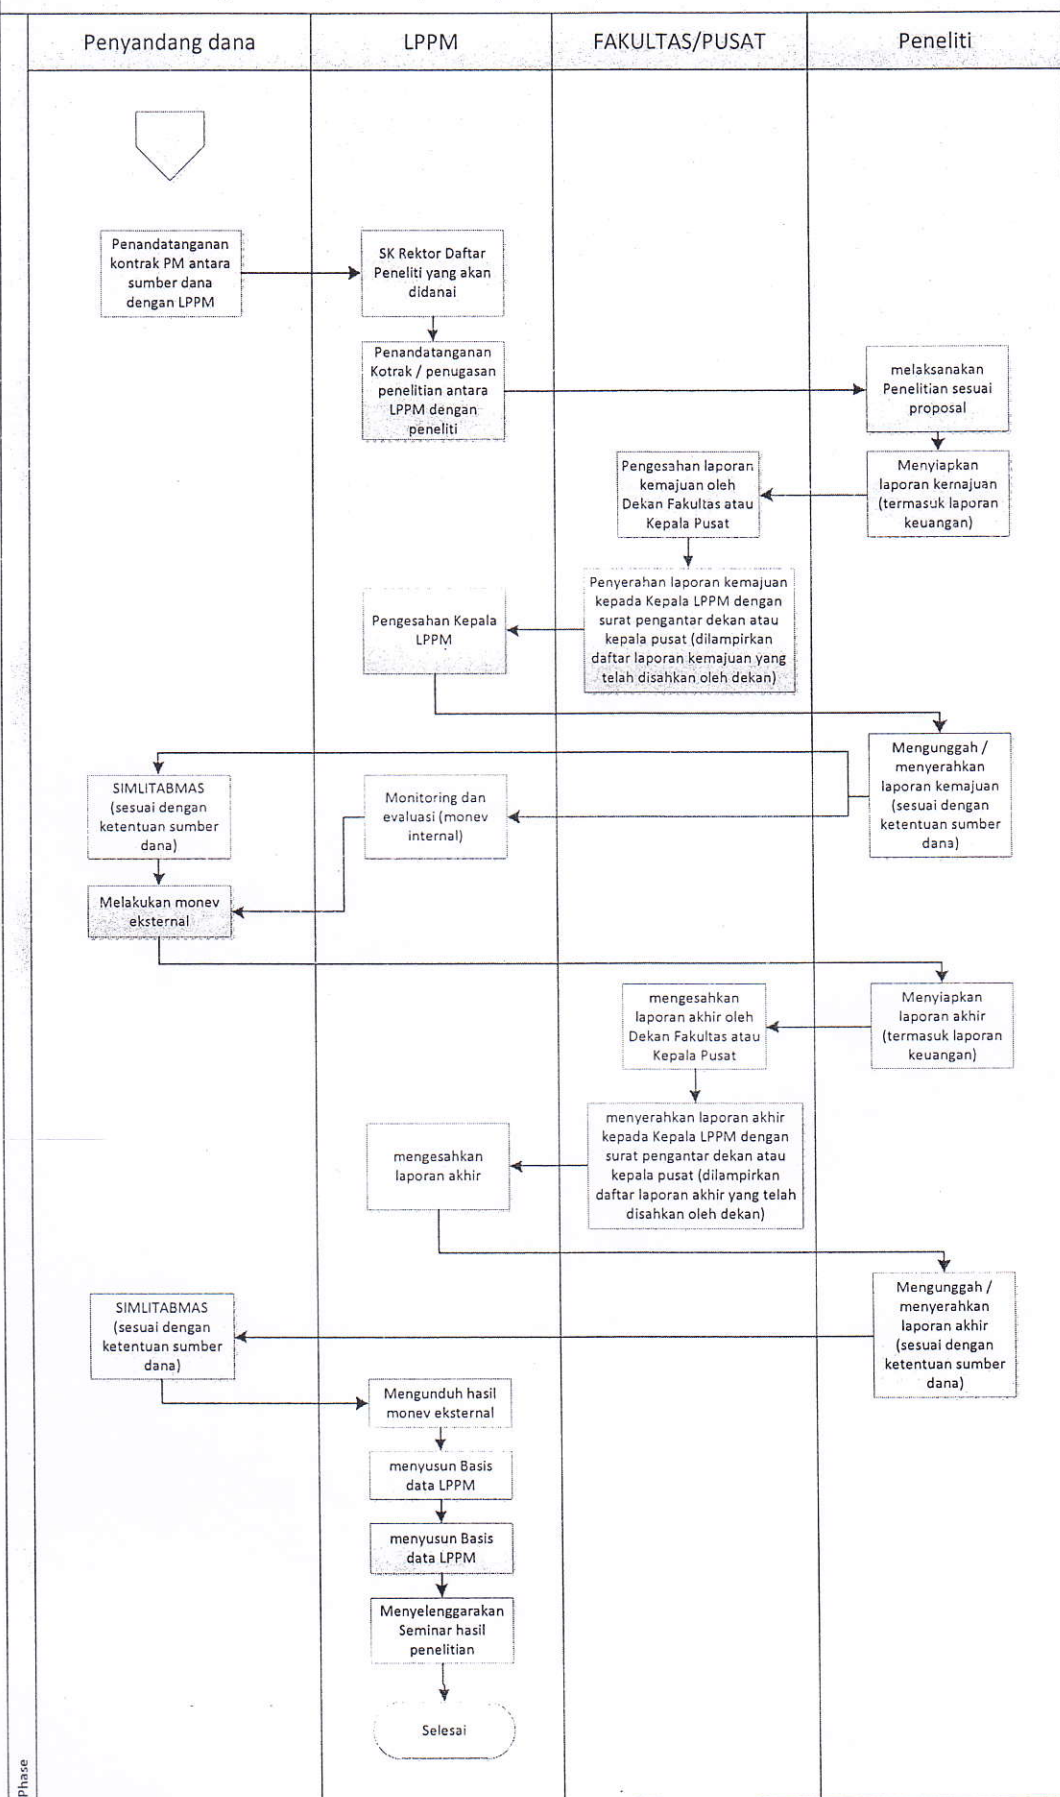 Penyandang dana
LPPM
FAKULTAS/PUSAT
Peneliti
Penandatanganan
kontrak PM antara
sumber dana
dengan LPPM
SK Rektor Daftar
Peneliti yang akan
didanai
Penandatanganan
Kotrak / penugasan
penelitian antara
LPPM dengan
peneliti
melaksanakan
Penelitian sesuai
proposal
Menyiapkan
laporan kemajuan
(termasuk laporan
keuangan)
Pengesahan laporan
kemajuan oleh
Dekan Fakultas atau
Kepala Pusat
Penyerahan laporan kemajuan
kepada Kepala LPPM dengan
surat pengantar dekan atau
kepala pusat (dilampirkan
daftar laporan kemajuan yang
telah disahkan oleh dekan)
Pengesahan Kepala
LPPM
Mengunggah /
menyerahkan
laporan kemajuan
(sesuai dengan
ketentuan sumber
dana)
SIMLITABMAS
(sesuai dengan
ketentuan sumber
dana)
Monitoring dan
evaluasi (monev
internal)
Melakukan monev
eksternal
Menyiapkan
laporan akhir
(termasuk laporan
keuangan)
mengesahkan
laporan akhir oleh
Dekan Fakultas atau
Kepala Pusat
menyerahkan laporan akhir
kepada Kepala LPPM dengan
surat pengantar dekan atau
kepala pusat (dilampirkan
daftar laporan akhir yang telah
disahkan oleh dekan)
mengesahkan
laporan akhir
Mengunggah /
menyerahkan
laporan akhir
(sesuai dengan
ketentuan sumber
dana)
SIMLITABMAS
(sesuai dengan
ketentuan sumber
dana)
Mengunduh hasil
monev eksternal
menyusun Basis
data LPPM
menyusun Basis
data LPPM
Menyelenggarakan
Seminar hasil
penelitian
Selesai
Phase